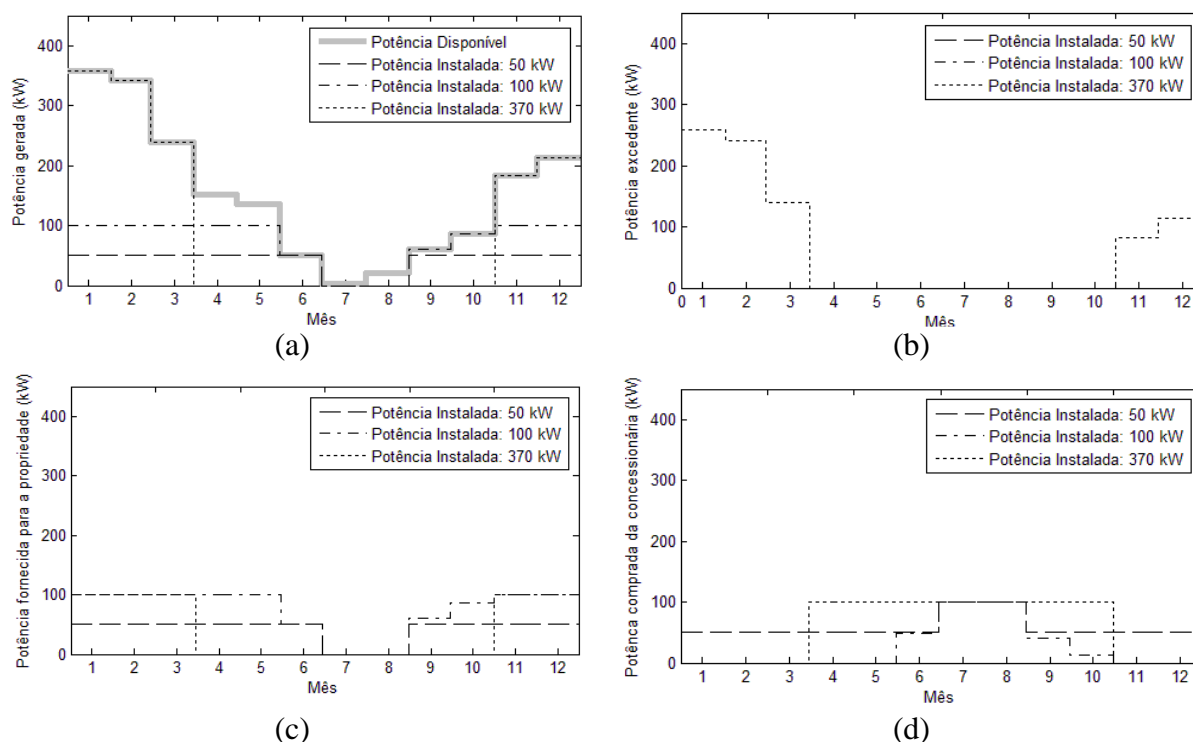 Potência gerada (kW)
400
300
200
100
0
Potência Disponível
Potência Instalada: 50 kW
Potência Instalada: 100 kW
Potência Instalada: 370 kW
1 2 3 4 5 6 7 8 9 10 11 12
Mês
(a)
Potência excedente (kW)
400
300
200
100
0
Potência Instalada: 50 kW
Potência Instalada: 100 kW
Potência Instalada: 370 kW
0 1 2 3 4 5 6 7 8 9 10 11 12
Mês
(b)
Potência fornecida para a propriedade (kW)
400
300
200
100
0
Potência Instalada: 50 kW
Potência Instalada: 100 kW
Potência Instalada: 370 kW
1 2 3 4 5 6 7 8 9 10 11 12
Mês
(c)
Potênca comprada da concessionária (kW)
400
300
200
100
0
Potência Instalada: 50 kW
Potência Instalada: 100 kW
Potência Instalada: 370 kW
1 2 3 4 5 6 7 8 9 10 11 12
Mês
(d)